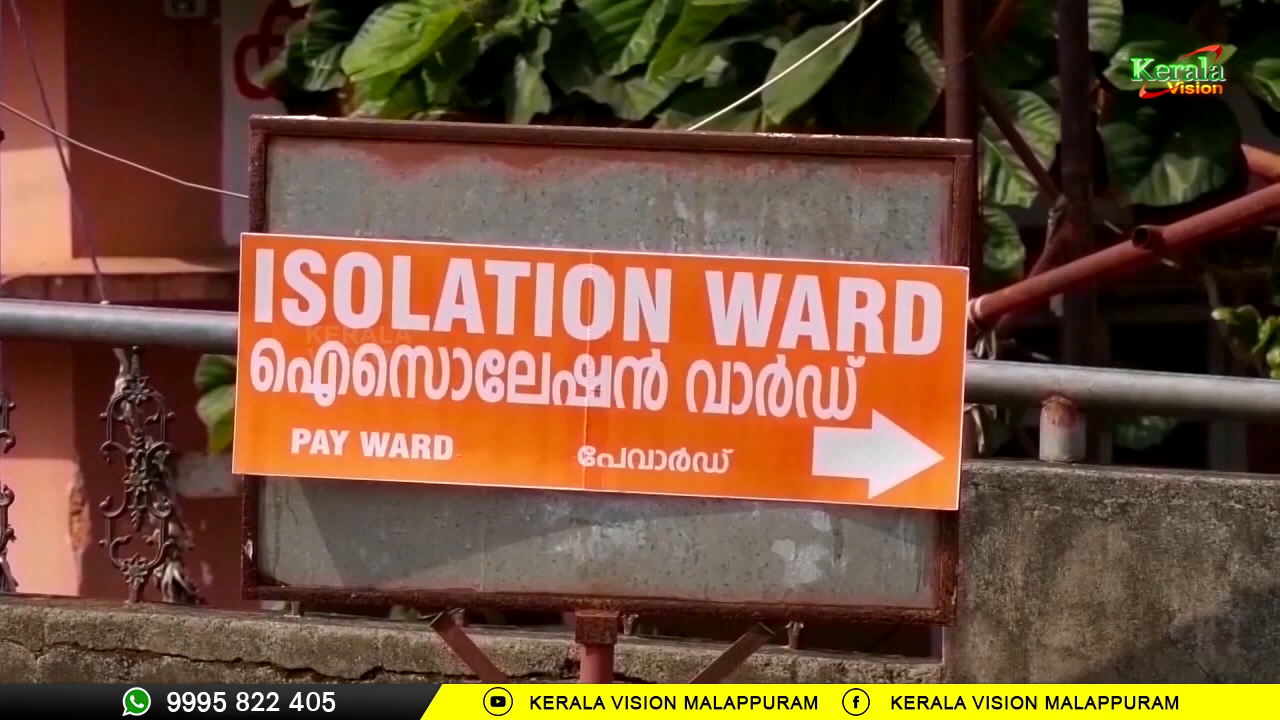 Kerala
Vision
ISOLATION WARD
KERALA
ഐസൊലേഷൻ വാർഡ്
PAY WARD പേവാർഡ്
9995 822 405 KERALA VISION MALAPPURAM KERALA VISION MALAPPURAM